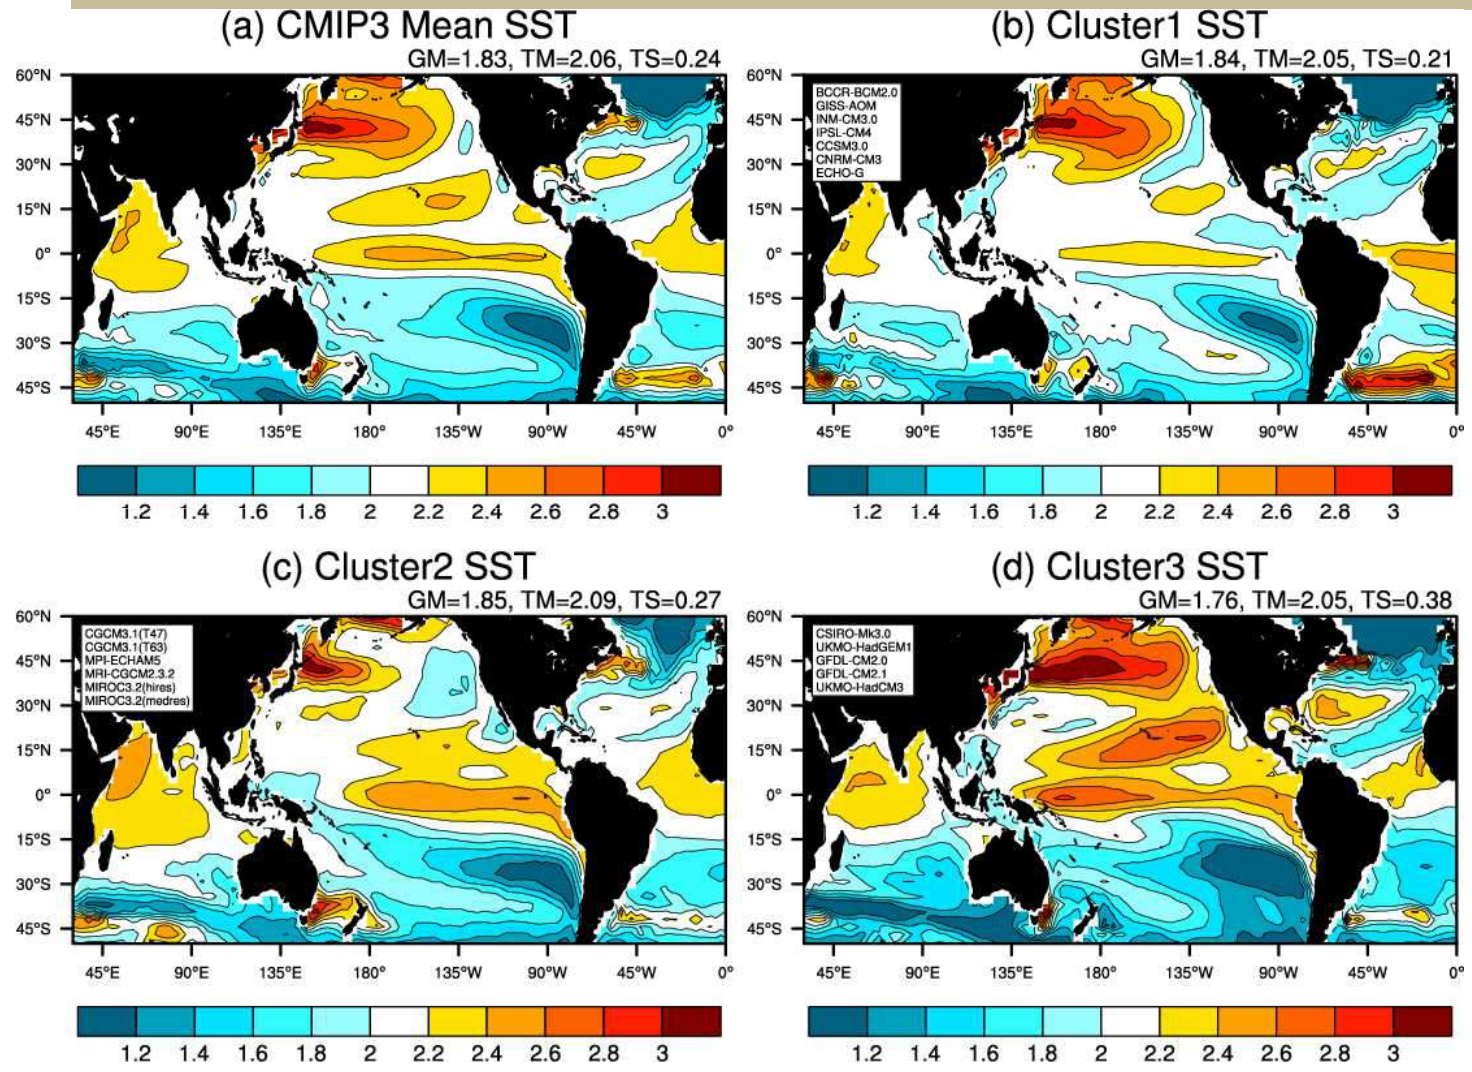 (a) CMIP3 Mean SST
GM=1.83, TM=2.06, TS=0.24
60°N
45°N
30°N
15°N
0°
15°S
30°S
45°S
45°E 90°E 135°E 180° 135°W 90°W 45°W 0°
1.2 1.4 1.6 1.8 2 2.2 2.4 2.6 2.8 3
(b) Cluster1 SST
GM=1.84, TM=2.05, TS=0.21
BCCR-BCM2.0
GISS-AOM
INM-CM3.0
IPSL-CM4
CCSM3.0
CNRM-CM3
ECHO-G
60°N
45°N
30°N
15°N
0°
15°S
30°S
45°S
45°E 90°E 135°E 180° 135°W 90°W 45°W 0°
1.2 1.4 1.6 1.8 2 2.2 2.4 2.6 2.8 3
(c) Cluster2 SST
GM=1.85, TM=2.09, TS=0.27
CGCM3.1(T47)
CGCM3.1(T63)
MPI-ECHAM5
MRI-CGCM2.3.2
MIROC3.2(hires)
MIROC3.2(medres)
60°N
45°N
30°N
15°N
0°
15°S
30°S
45°S
45°E 90°E 135°E 180° 135°W 90°W 45°W 0°
1.2 1.4 1.6 1.8 2 2.2 2.4 2.6 2.8 3
(d) Cluster3 SST
GM=1.76, TM=2.05, TS=0.38
CSIRO-Mk3.0
UKMO-HadGEM1
GFDL-CM2.0
GFDL-CM2.1
UKMO-HadCM3
60°N
45°N
30°N
15°N
0°
15°S
30°S
45°S
45°E 90°E 135°E 180° 135°W 90°W 45°W 0°
1.2 1.4 1.6 1.8 2 2.2 2.4 2.6 2.8 3